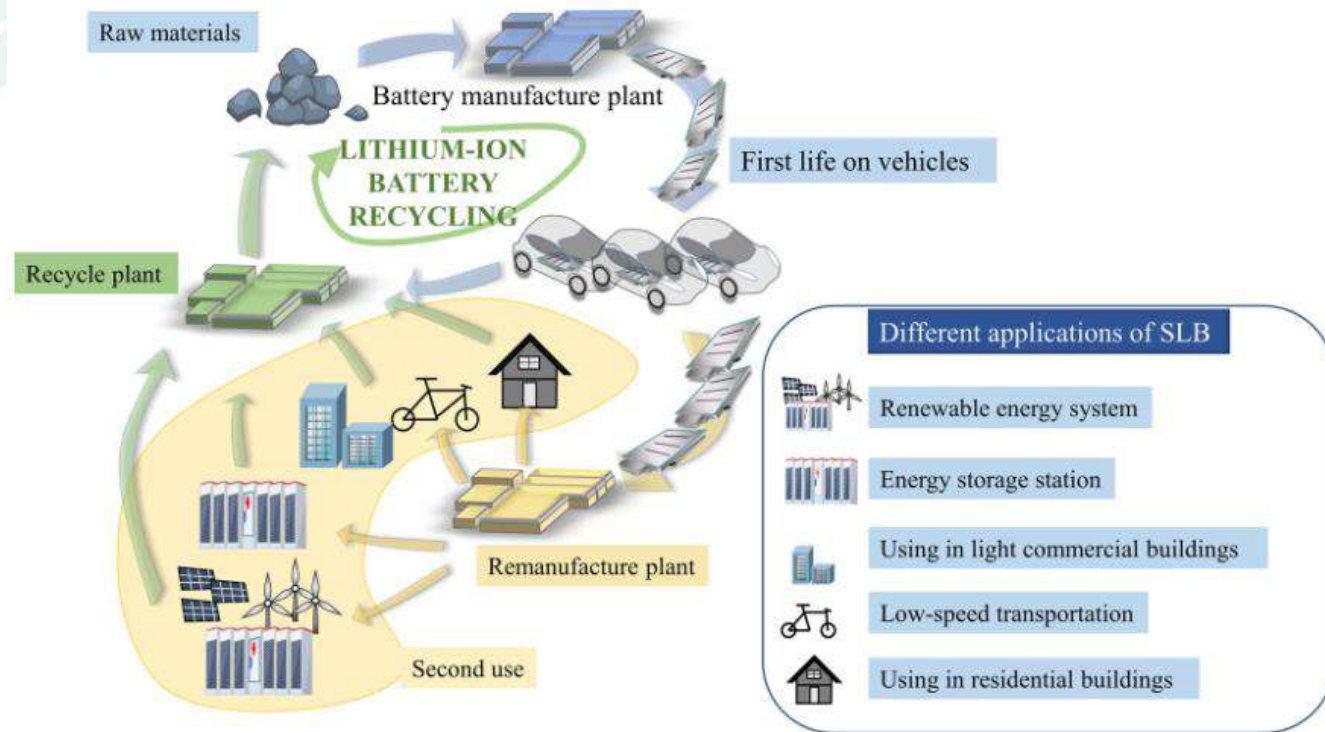 Raw materials
Battery manufacture plant
LITHIUM-ION
BATTERY
RECYCLING
First life on vehicles
Recycle plant
Remanufacture plant
Second use
Different applications of SLB
Renewable energy system
Energy storage station
Using in light commercial buildings
Low-speed transportation
Using in residential buildings